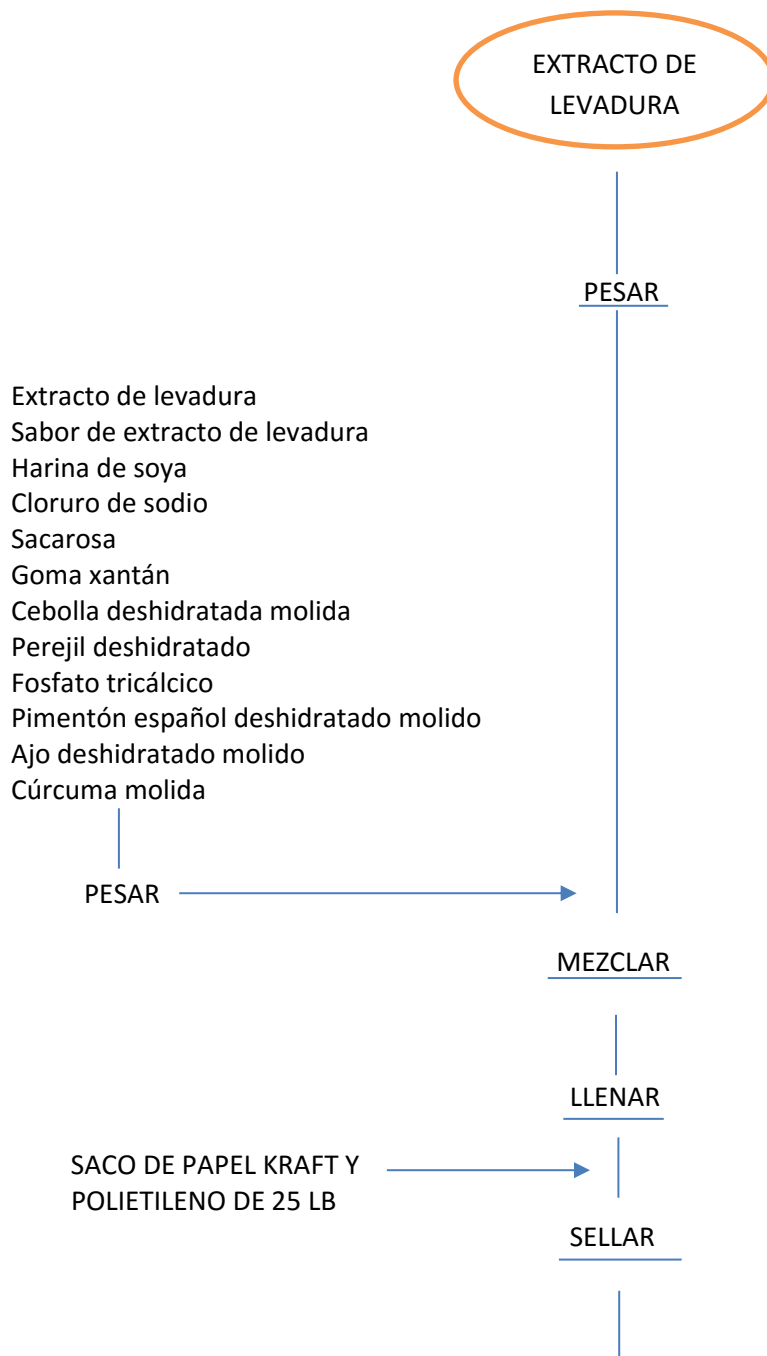 EXTRACTO DE
LEVADURA
PESAR
Extracto de levadura
Sabor de extracto de levadura
Harina de soya
Cloruro de sodio
Sacarosa
Goma xantán
Cebolla deshidratada molida
Perejil deshidratado
Fosfato tricálcico
Pimentón español deshidratado molido
Ajo deshidratado molido
Cúrcuma molida
PESAR
MEZCLAR
LLENAR
SACO DE PAPEL KRAFT Y
POLIETILENO DE 25 LB
SELLAR